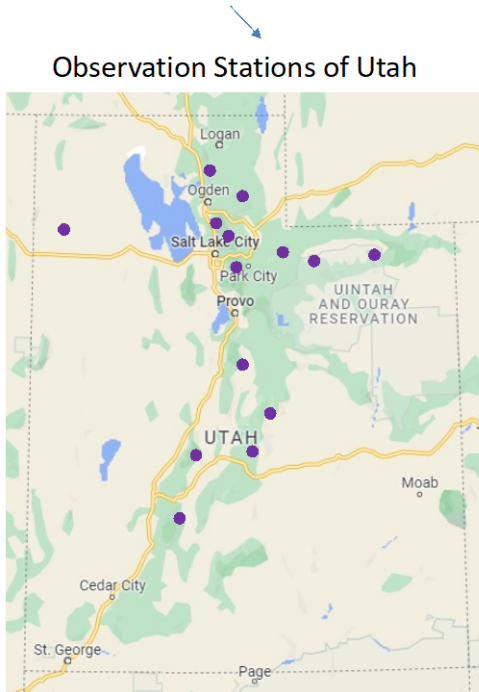 Observation Stations of Utah
Logan
Ogden
Salt Lake City
Park City
Provo
UINTAH
AND OURAY
RESERVATION
UTAH
Moab
Cedar City
St. George
Page